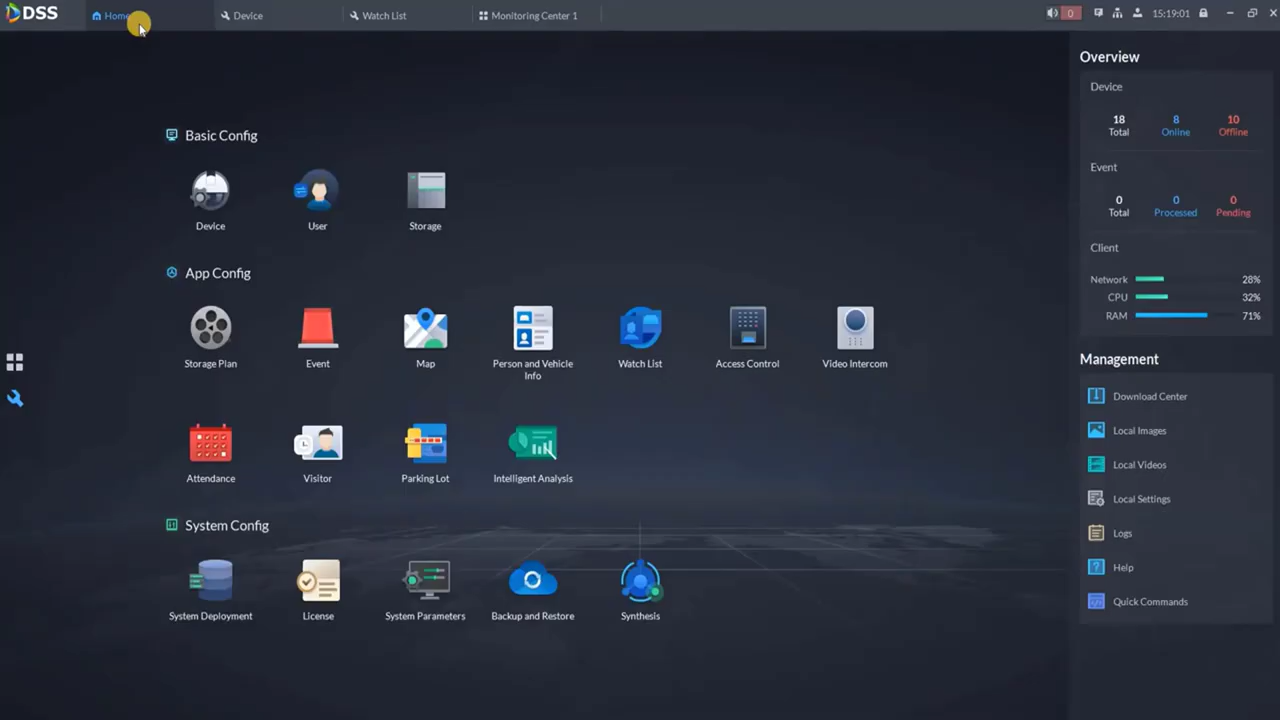 DSS
Home
Device
Watch List
Monitoring Center 1
0
15:19:01
Overview
Device
18 8 10
Total Online Offline
Event
0 0 0
Total Processed Pending
Client
Network 28%
CPU 32%
RAM 71%
Management
Download Center
Local Images
Local Videos
Local Settings
Logs
Help
Quick Commands
Basic Config
Device User Storage
App Config
Storage Plan Event Map Person and Vehicle Info Watch List Access Control Video Intercom
Attendance Visitor Parking Lot Intelligent Analysis
System Config
System Deployment License System Parameters Backup and Restore Synthesis